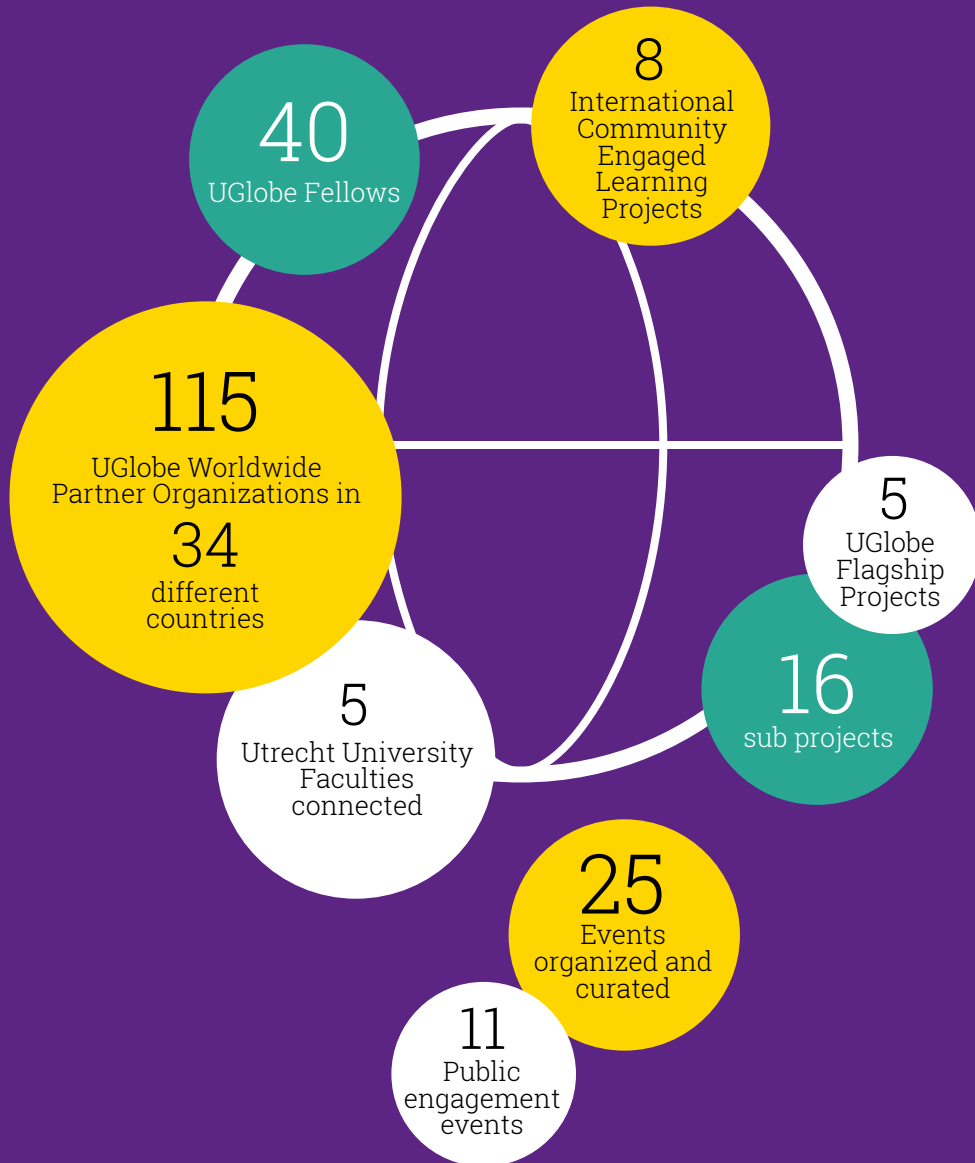 40
UGlobe Fellows
8
International
Community
Engaged
Learning
Projects
115
UGlobe Worldwide
Partner Organizations in
34
different
countries
5
UGlobe
Flagship
Projects
16
sub projects
5
Utrecht University
Faculties
connected
25
Events
organized and
curated
11
Public
engagement
events